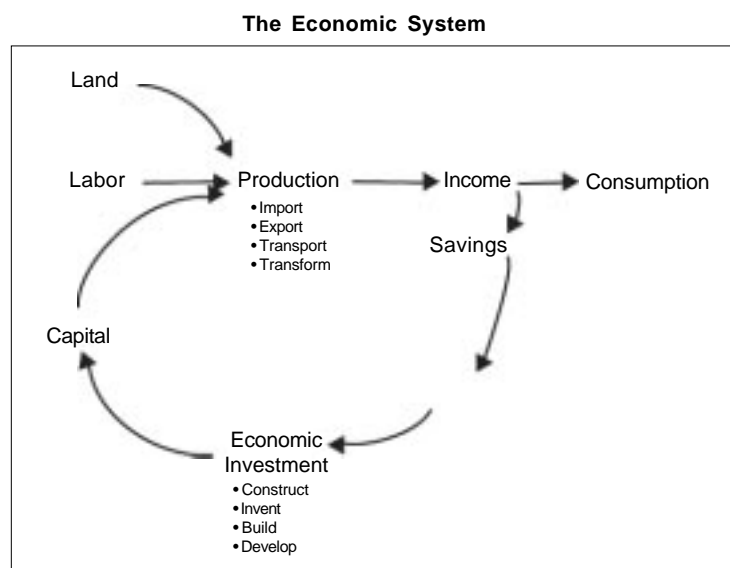 The Economic System
Land
Labor
Production
• Import
• Export
• Transport
• Transform
Income
Consumption
Savings
Capital
Economic
Investment
• Construct
• Invent
• Build
• Develop